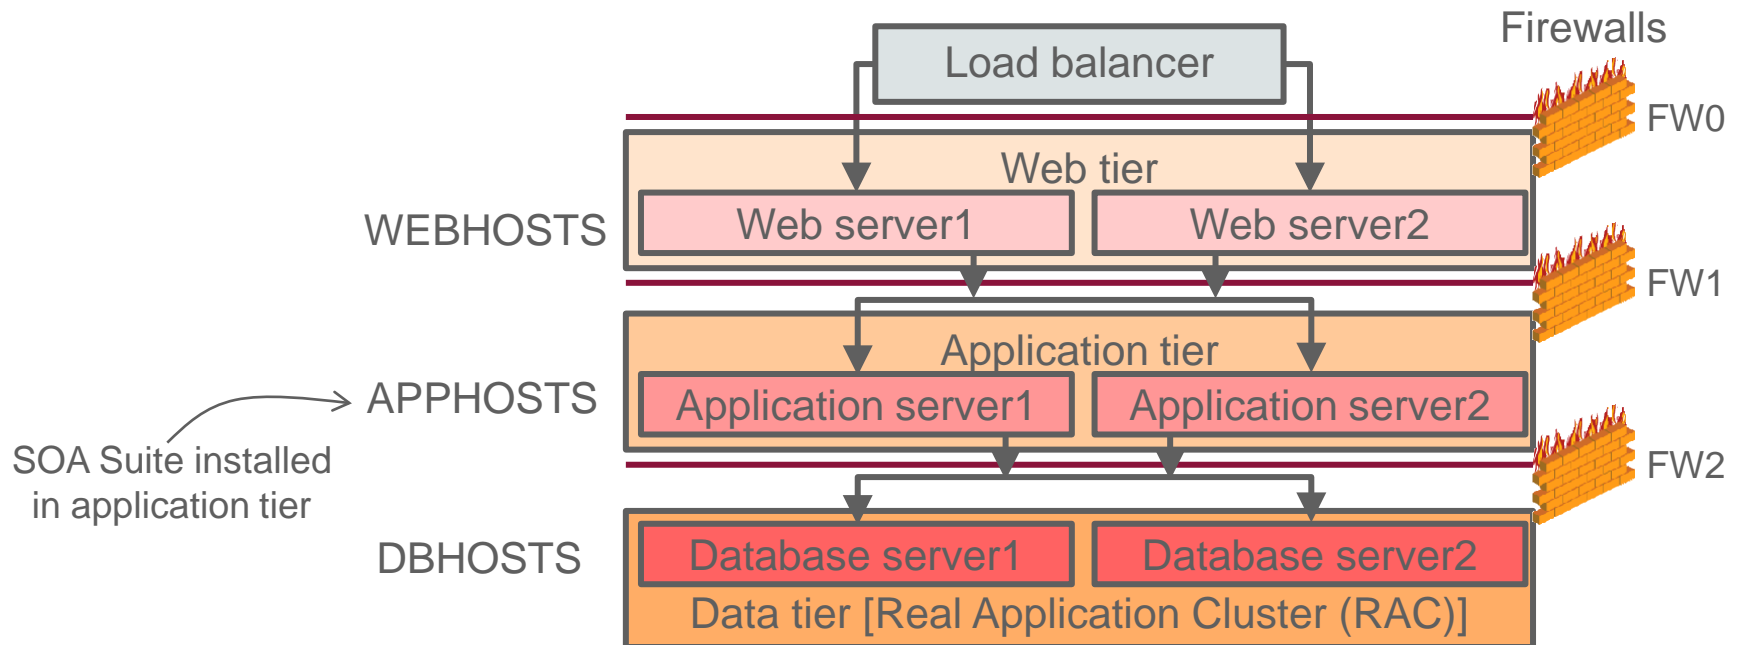 Firewalls
Load balancer
FW0
Web tier
WEBHOSTS
Web server1
Web server2
FW1
Application tier
APPHOSTS
Application server1
Application server2
SOA Suite installed
in application tier
FW2
DBHOSTS
Database server1
Database server2
Data tier [Real Application Cluster (RAC)]